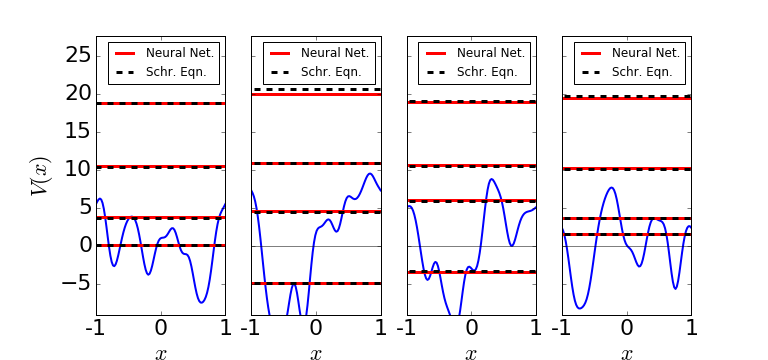 Neural Net.
Schr. Eqn.
Neural Net.
Schr. Eqn.
Neural Net.
Schr. Eqn.
Neural Net.
Schr. Eqn.
25
20
15
10
5
0
−5
V(x)
-1 0 1
-1 0 1
-1 0 1
-1 0 1
x
x
x
x